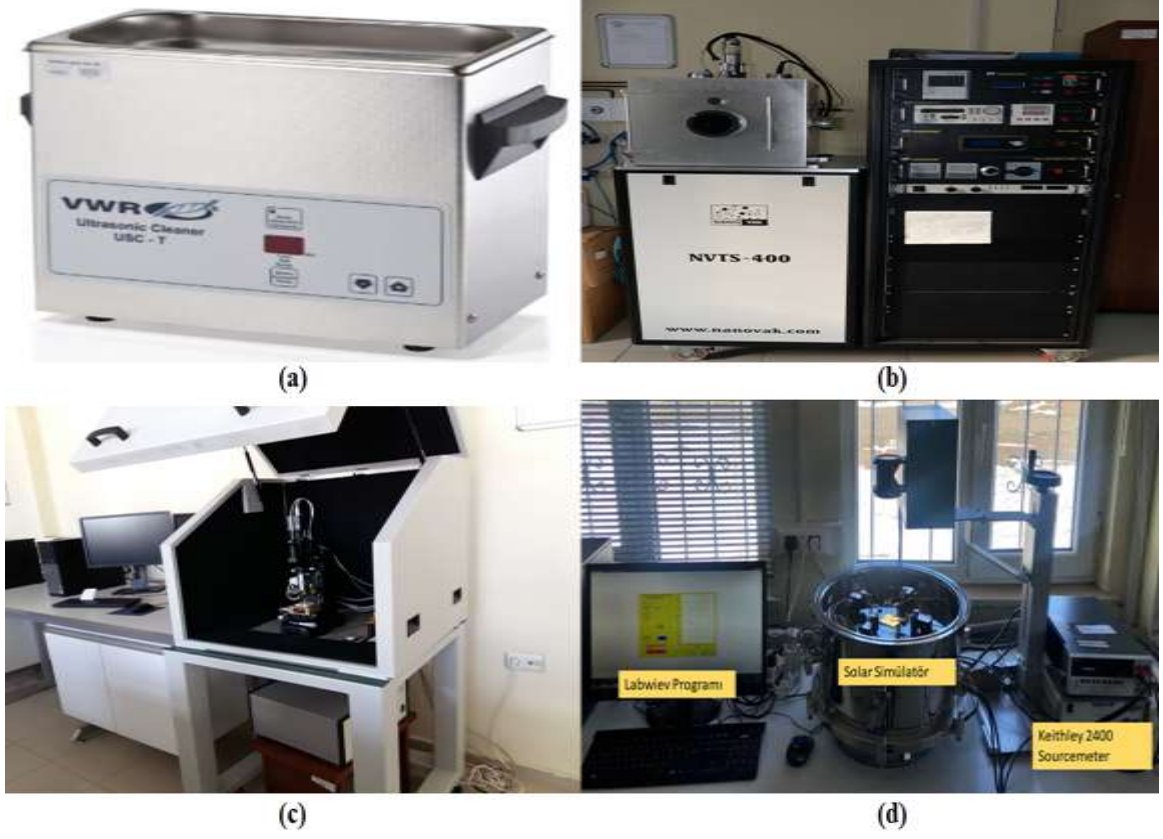 VWR
Ultrasonic Cleaner
USC - T
(a)
NVTS-400
www.nanovak.com
(b)
(c)
Labwiev Programı
Solar Simülatör
Keithley 2400
Sourcemeter
(d)